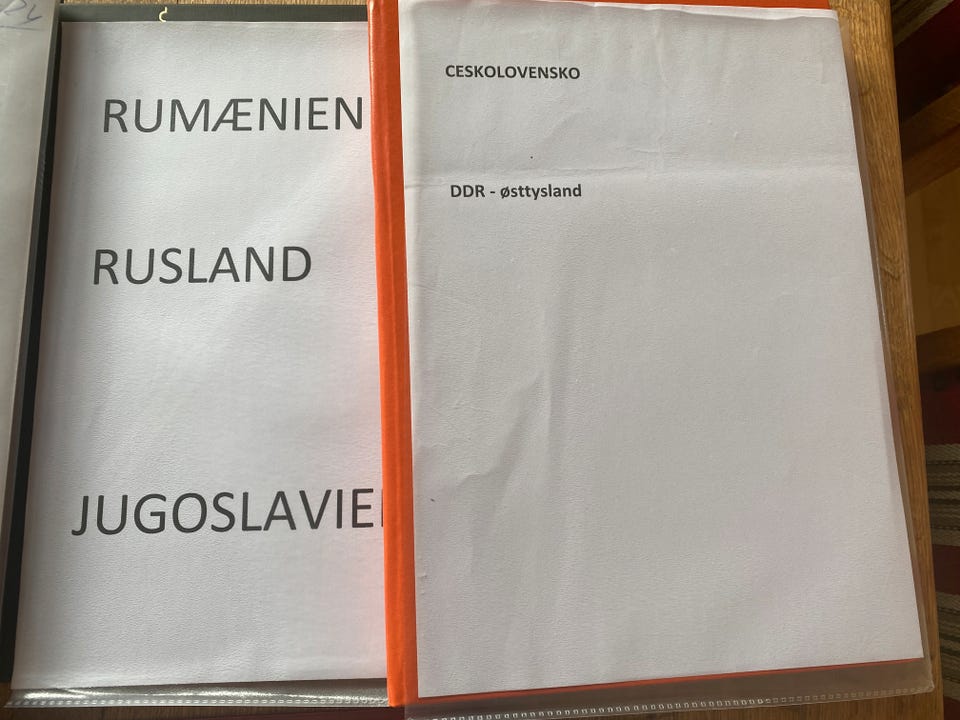 RUMÆNIEN
RUSLAND
JUGOSLAVIE
CESKOLOVENSKO
DDR - østtysland